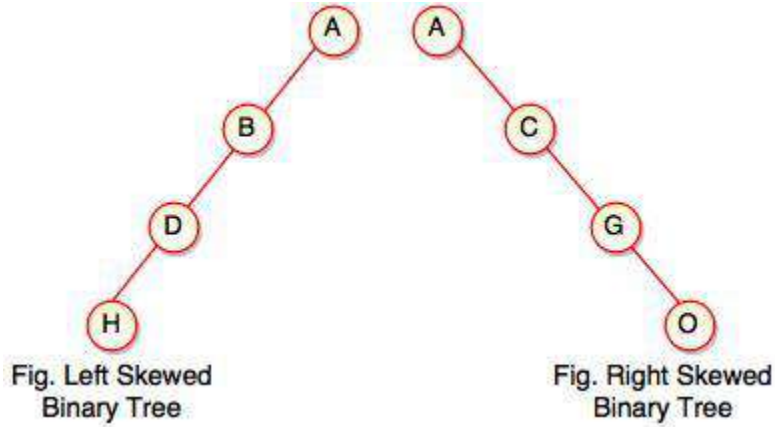 A
B
D
H
Fig. Left Skewed
Binary Tree
A
C
G
O
Fig. Right Skewed
Binary Tree